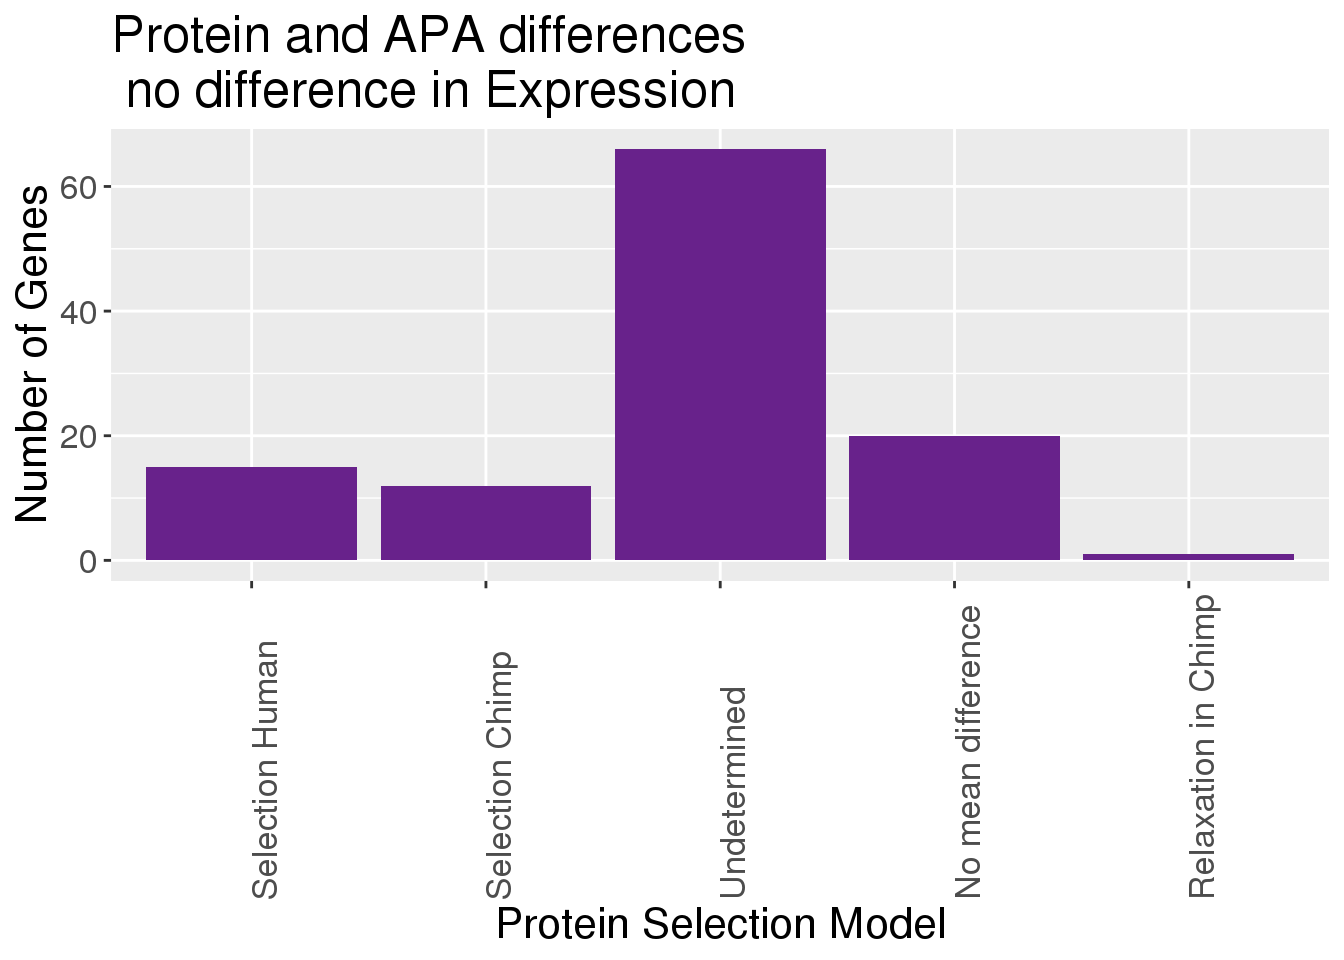 Protein and APA differences
no difference in Expression
Number of Genes
60
40
20
0
Selection Human
Selection Chimp
Undetermined
No mean difference
Relaxation in Chimp
Protein Selection Model